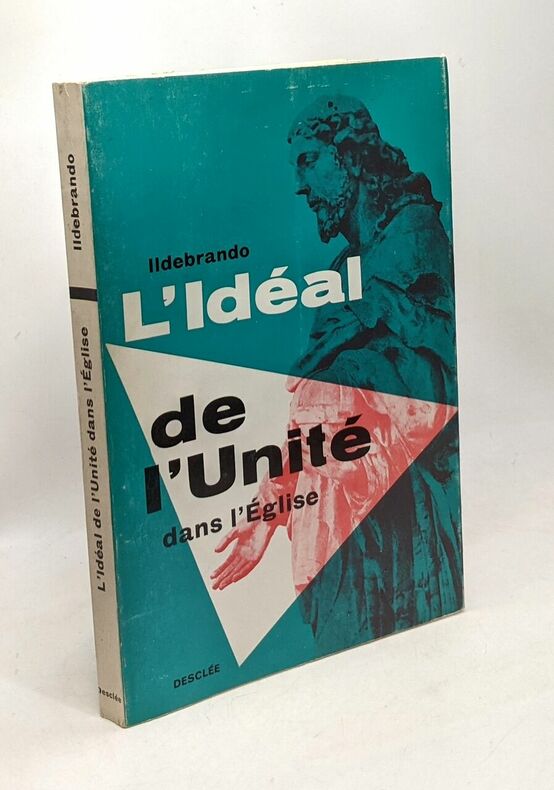 Ildebrando
L'Idéal
de
l'Unité
dans l'Église
DESCLÉE
Ildebrando
L'Idéal de l'Unité dans l'Église
Desclée